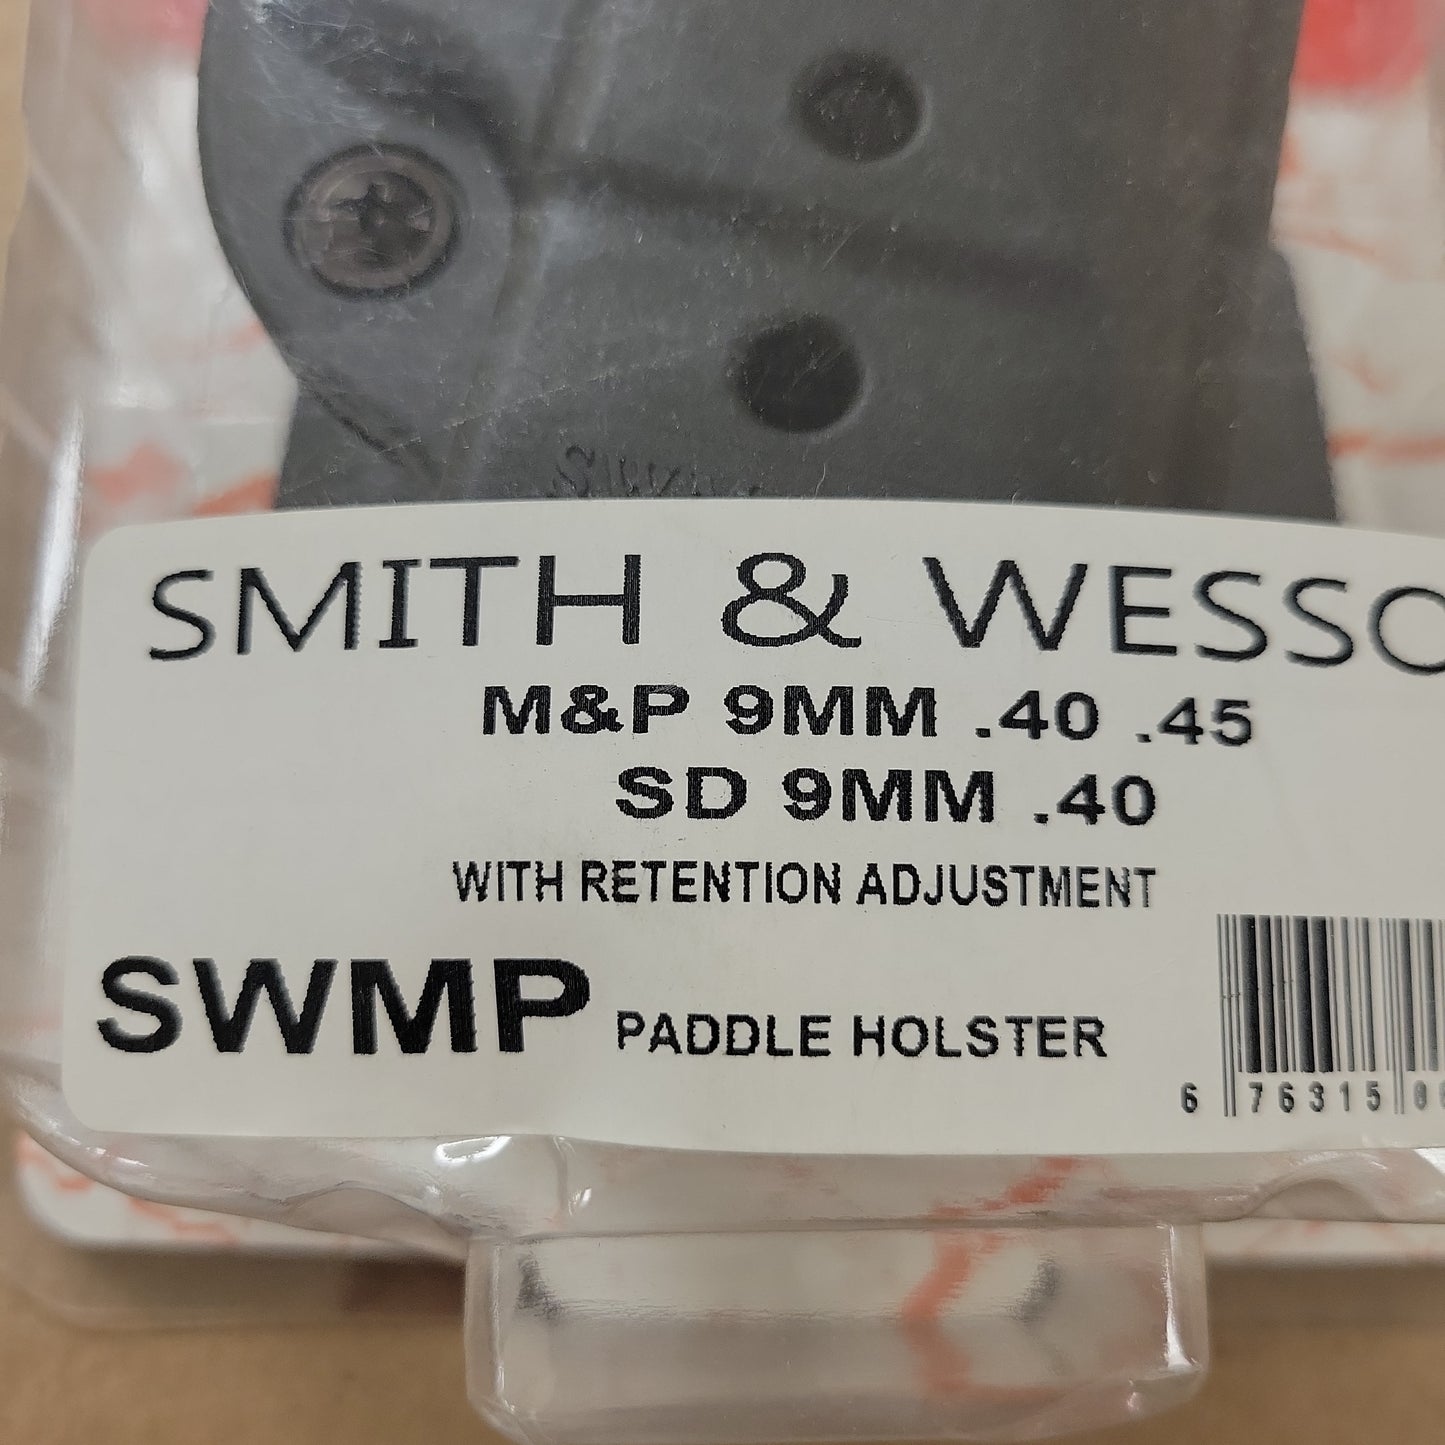 SMITH & WESSO
M&P 9MM .40 .45
SD 9MM .40
WITH RETENTION ADJUSTMENT
SWMP PADDLE HOLSTER
6 76315